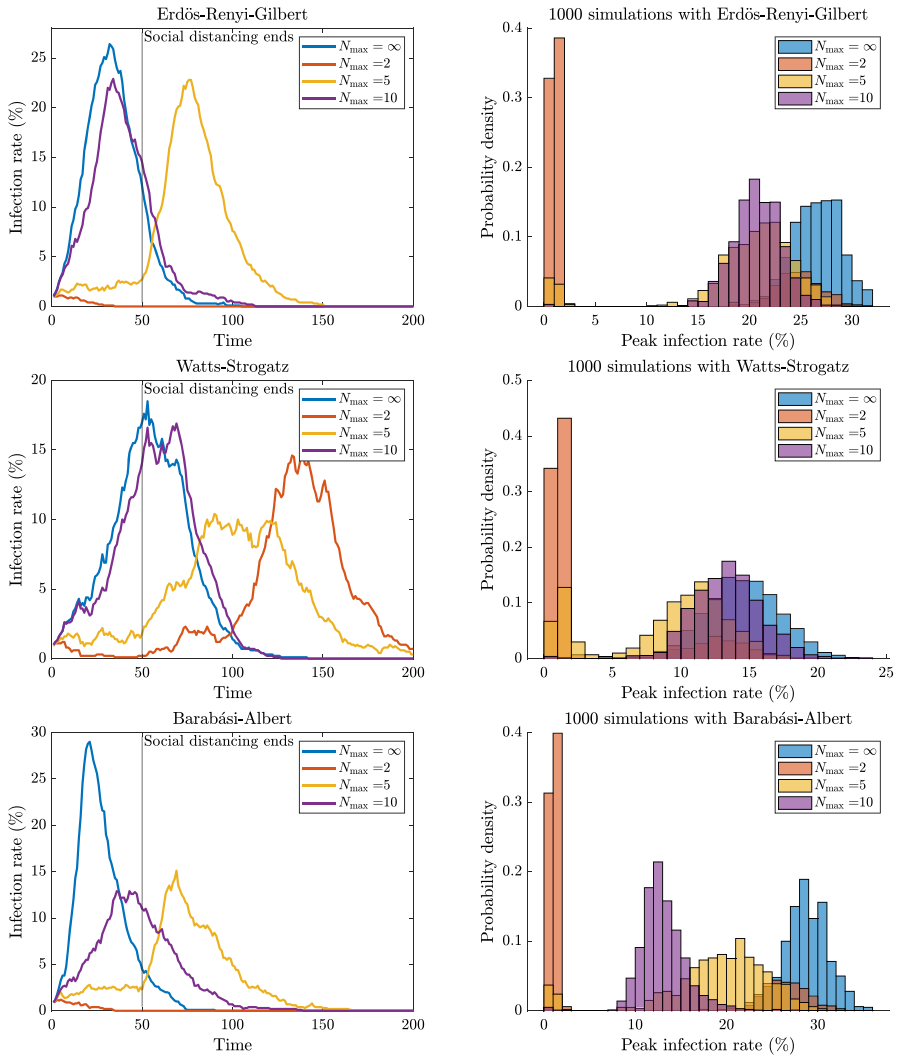 Erdös-Renyi-Gilbert
Social distancing ends
N_max = ∞
N_max =2
N_max =5
N_max =10
Infection rate (%)
25
20
15
10
5
0
0 50 100 150 200
Time
1000 simulations with Erdös-Renyi-Gilbert
N_max = ∞
N_max =2
N_max =5
N_max =10
Probability density
0.4
0.3
0.2
0.1
0
0 5 10 15 20 25 30
Peak infection rate (%)
Watts-Strogatz
Social distancing ends
N_max = ∞
N_max =2
N_max =5
N_max =10
Infection rate (%)
20
15
10
5
0
0 50 100 150 200
Time
1000 simulations with Watts-Strogatz
N_max = ∞
N_max =2
N_max =5
N_max =10
Probability density
0.5
0.4
0.3
0.2
0.1
0
0 5 10 15 20 25
Peak infection rate (%)
Barabási-Albert
Social distancing ends
N_max = ∞
N_max =2
N_max =5
N_max =10
Infection rate (%)
30
25
20
15
10
5
0
0 50 100 150 200
Time
1000 simulations with Barabási-Albert
N_max = ∞
N_max =2
N_max =5
N_max =10
Probability density
0.4
0.3
0.2
0.1
0
0 10 20 30
Peak infection rate (%)